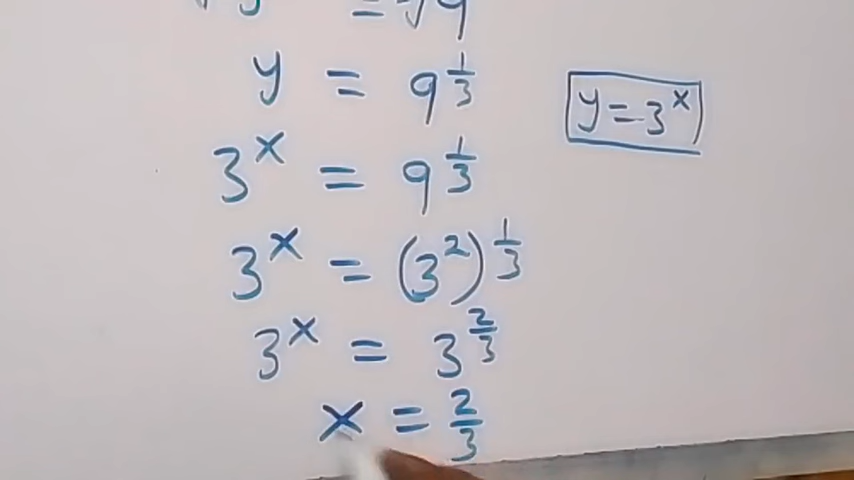 y = 9^{1/3}
y = 3^x
3^x = 9^{1/3}
3^x = (3^2)^{1/3}
3^x = 3^{2/3}
x = 2/3